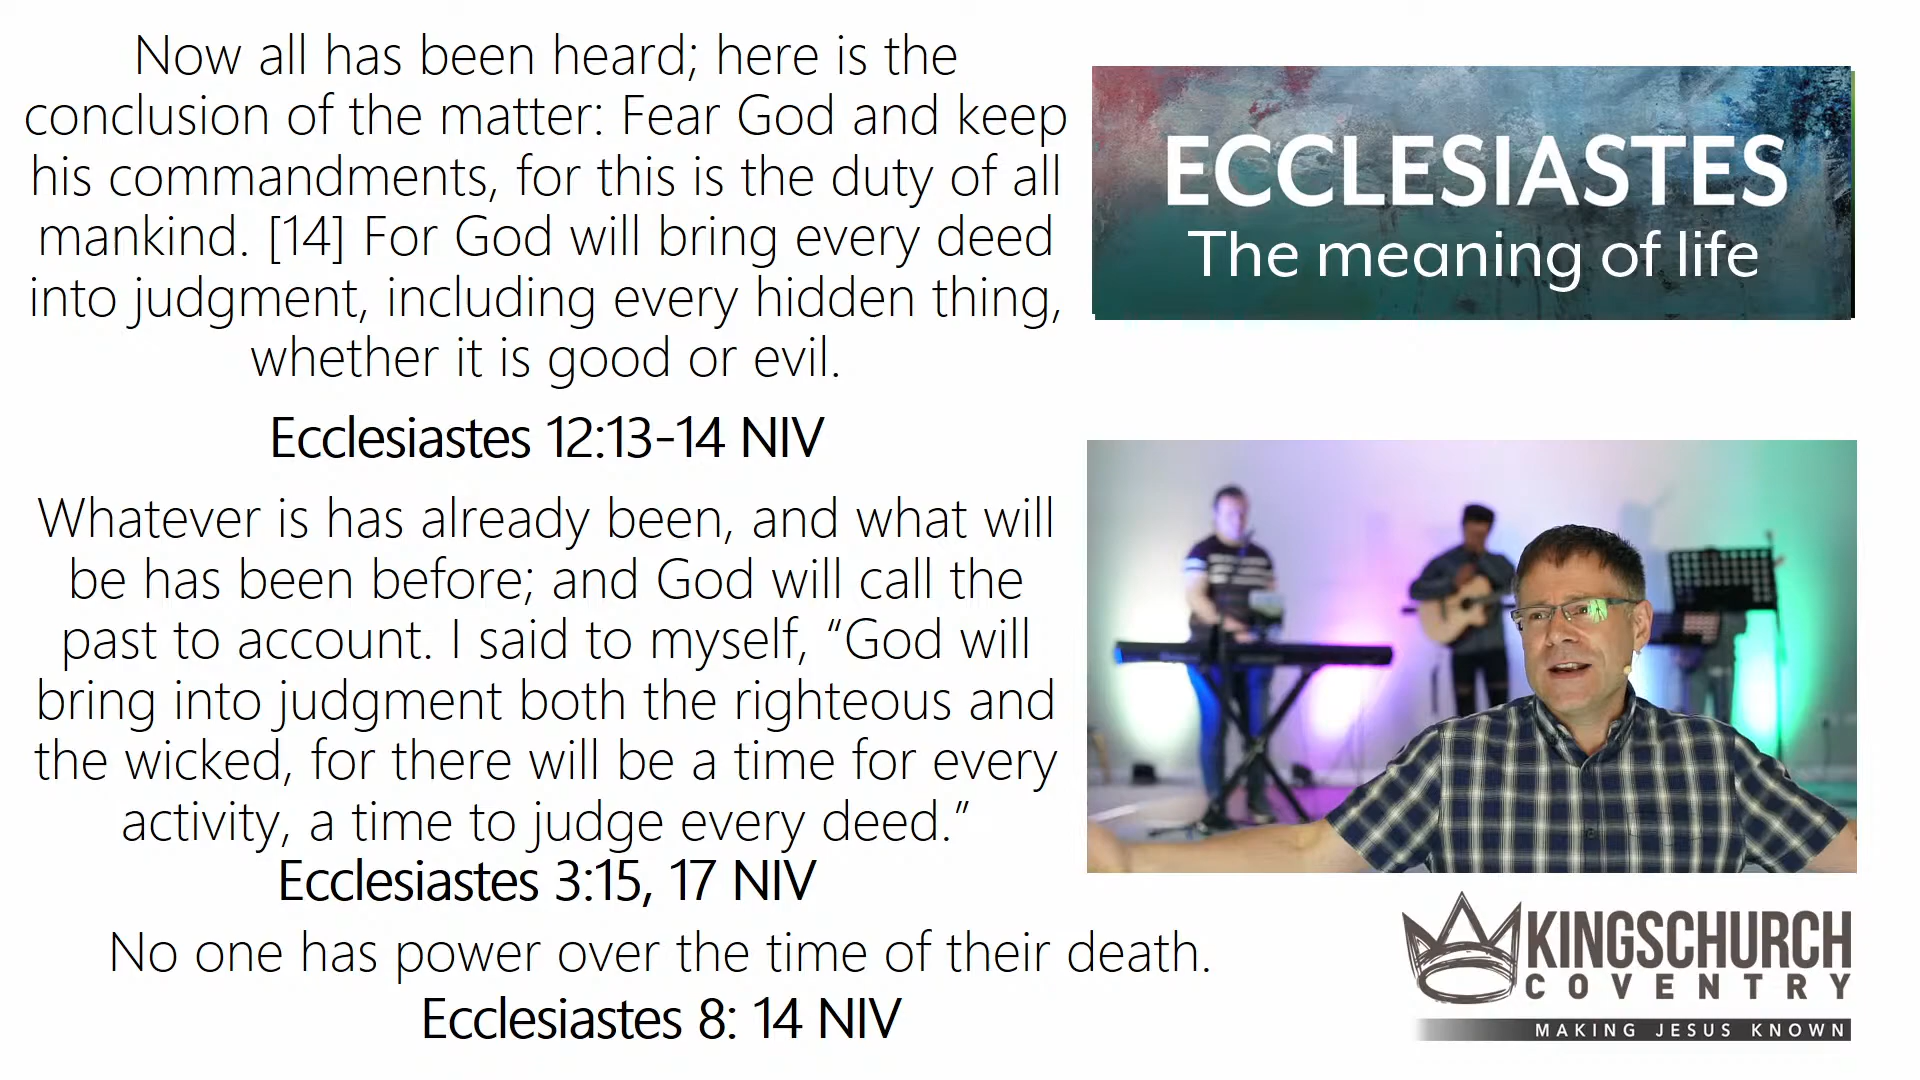 Now all has been heard; here is the
conclusion of the matter: Fear God and keep
his commandments, for this is the duty of all
mankind. [14] For God will bring every deed
into judgment, including every hidden thing,
whether it is good or evil.
Ecclesiastes 12:13-14 NIV
Whatever is has already been, and what will
be has been before; and God will call the
past to account. I said to myself, “God will
bring into judgment both the righteous and
the wicked, for there will be a time for every
activity, a time to judge every deed.”
Ecclesiastes 3:15, 17 NIV
No one has power over the time of their death.
Ecclesiastes 8: 14 NIV
ECCLESIASTES
The meaning of life
KINGSCHURCH
COVENTRY
MAKING JESUS KNOWN